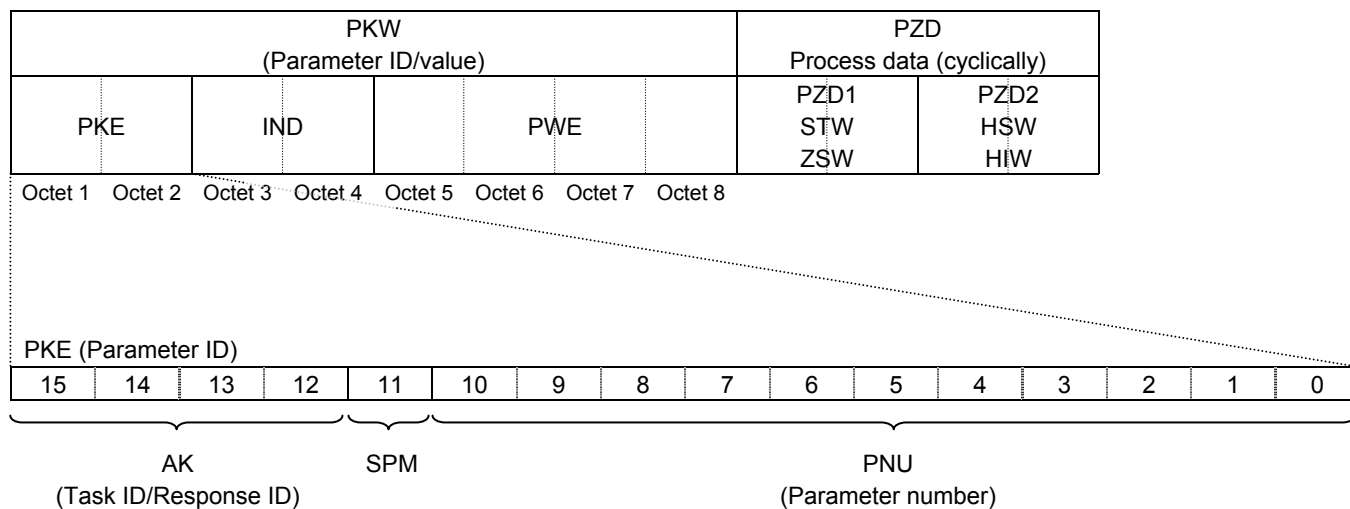 PKW
(Parameter ID/value)
PZD
Process data (cyclically)
PKE
IND
PWE
PZD1
STW
ZSW
PZD2
HSW
HIW
Octet 1 Octet 2 Octet 3 Octet 4 Octet 5 Octet 6 Octet 7 Octet 8
PKE (Parameter ID)
15 14 13 12 11 10 9 8 7 6 5 4 3 2 1 0
AK
(Task ID/Response ID)
SPM
PNU
(Parameter number)